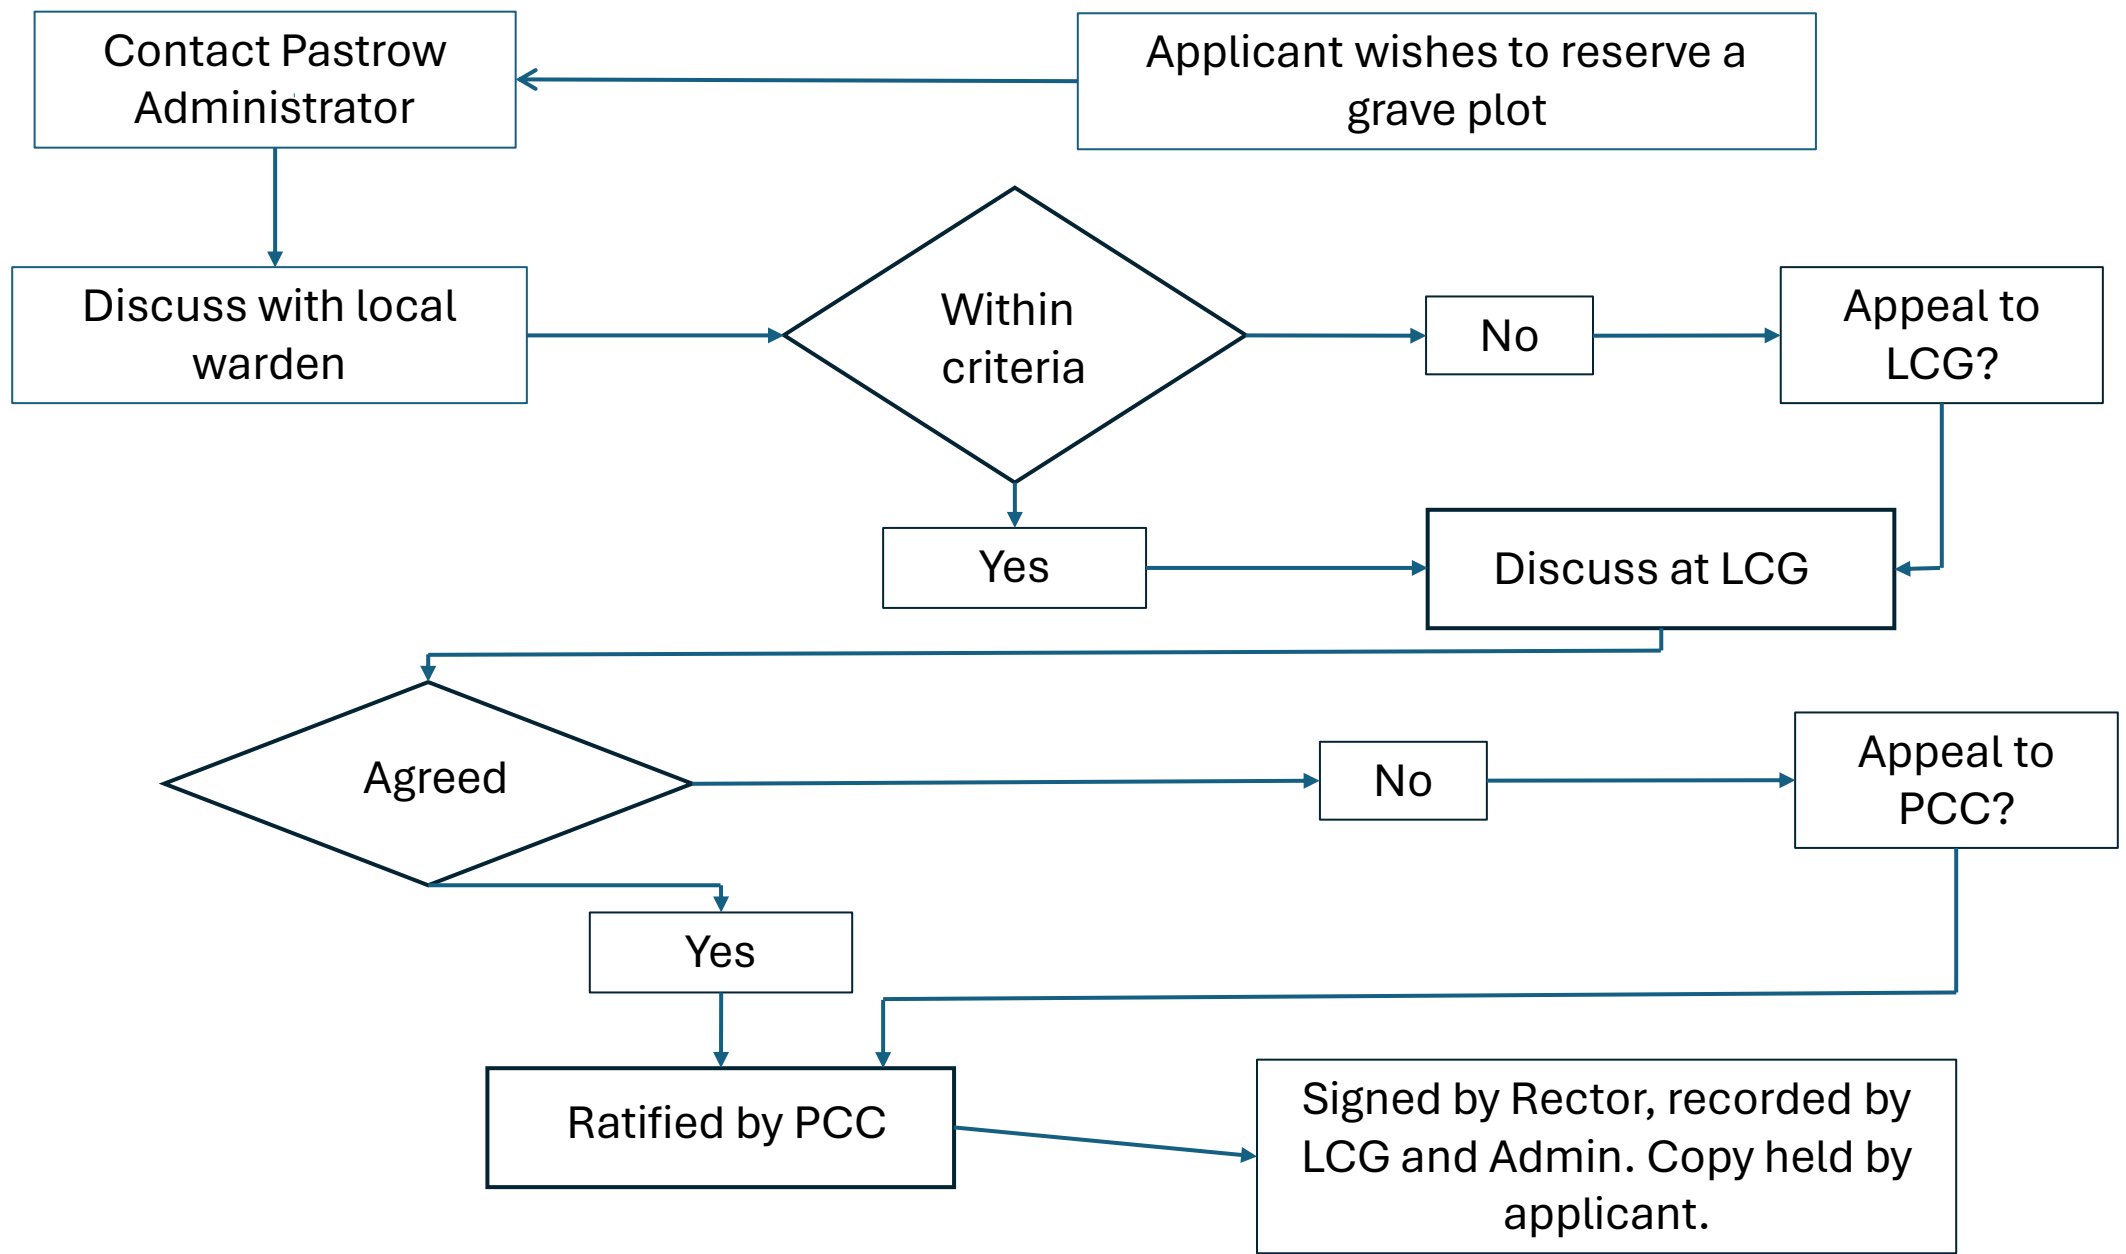 Contact Pastrow
Administrator
Applicant wishes to reserve a
grave plot
Discuss with local
warden
Within
criteria
No
Appeal to
LCG?
Yes
Discuss at LCG
Agreed
No
Appeal to
PCC?
Yes
Ratified by PCC
Signed by Rector, recorded by
LCG and Admin. Copy held by
applicant.